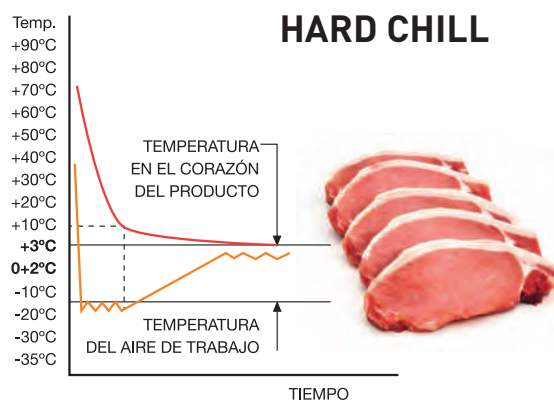 HARD CHILL
Temp.
+90ºC
+80ºC
+70ºC
+60ºC
+50ºC
+40ºC
+30ºC
+20ºC
+10ºC
+3ºC
0+2ºC
-10ºC
-20ºC
-30ºC
-35ºC
TEMPERATURA
EN EL CORAZÓN
DEL PRODUCTO
TEMPERATURA
DEL AIRE DE TRABAJO
TIEMPO